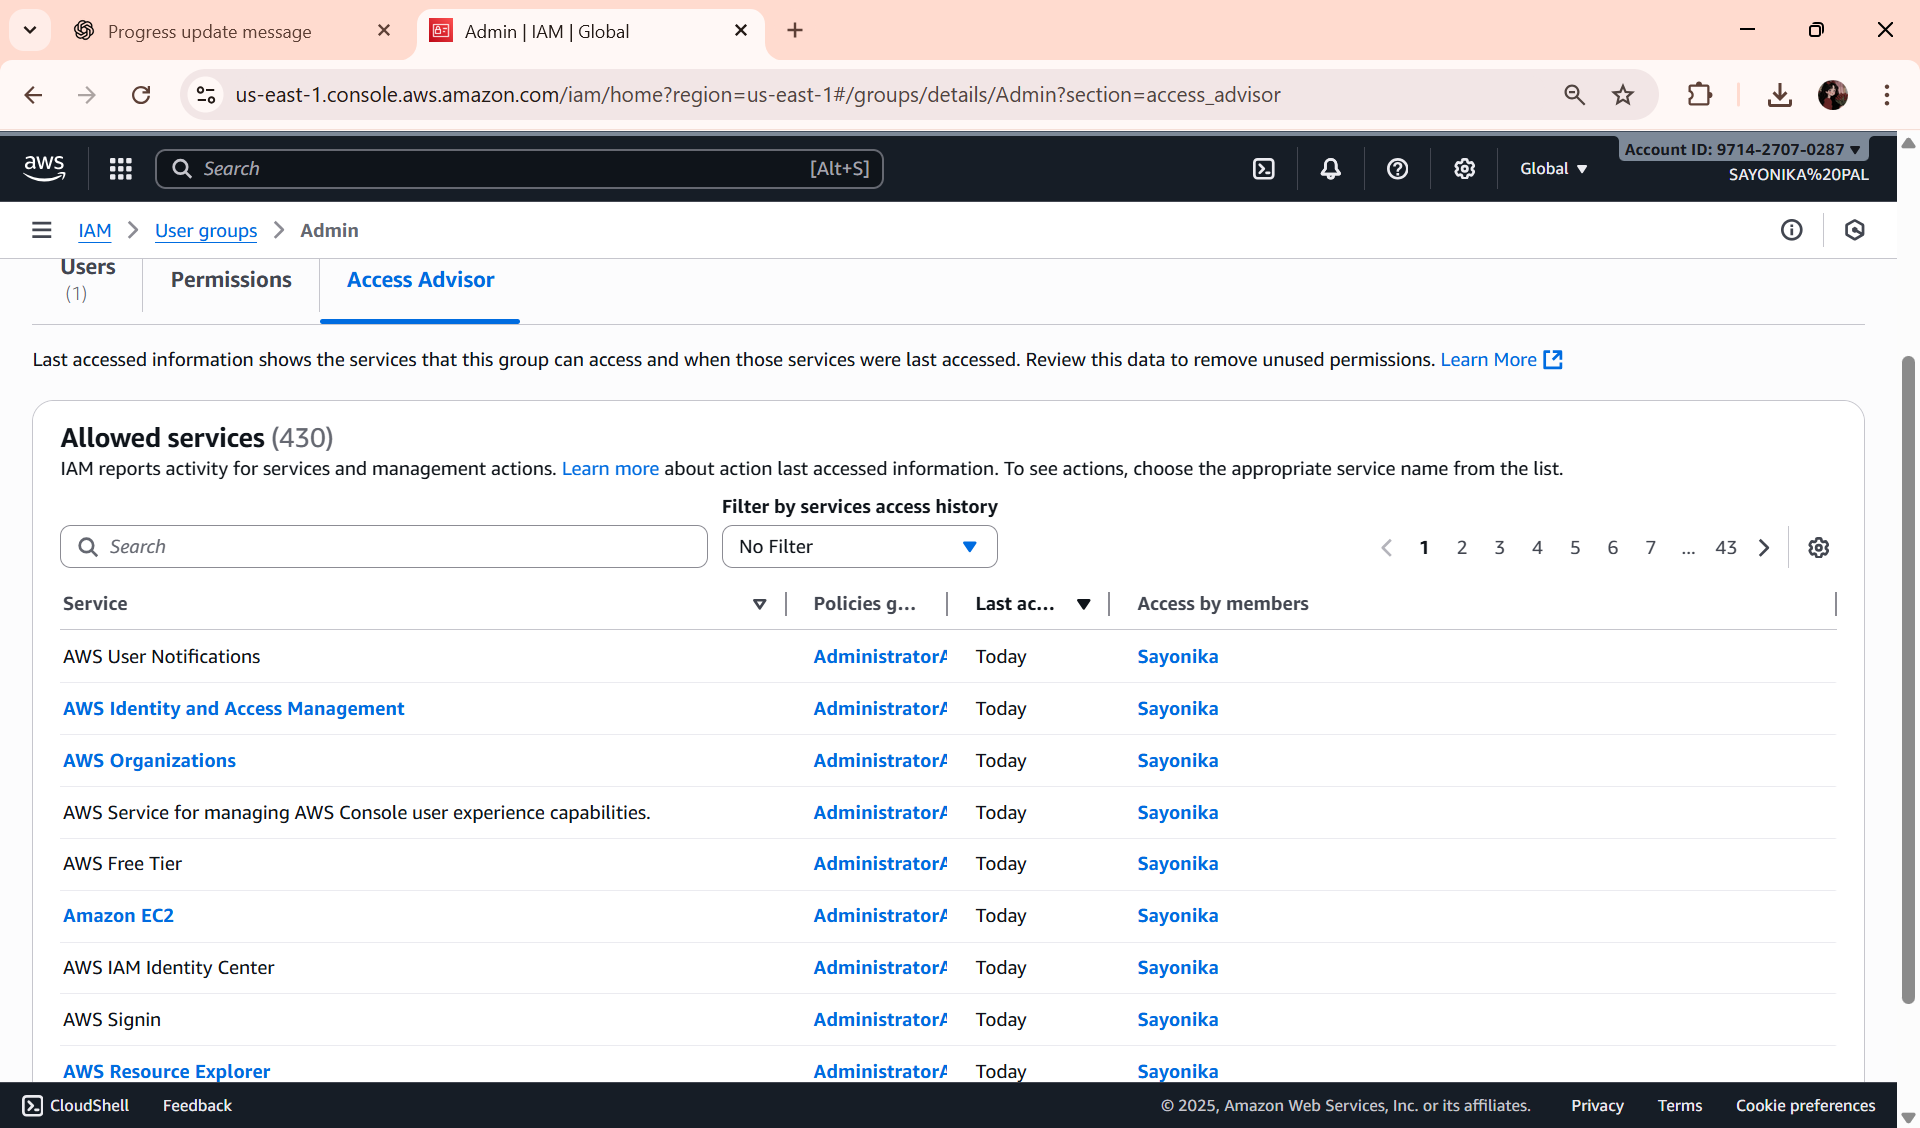 Progress update message
Admin | IAM | Global
us-east-1.console.aws.amazon.com/iam/home?region=us-east-1#/groups/details/Admin?section=access_advisor
aws
Search
[Alt+S]
Global
Account ID: 9714-2707-0287
SAYONIKA%20PAL
IAM
User groups
Admin
Users
(1)
Permissions
Access Advisor
Last accessed information shows the services that this group can access and when those services were last accessed. Review this data to remove unused permissions. Learn More
Allowed services (430)
IAM reports activity for services and management actions. Learn more about action last accessed information. To see actions, choose the appropriate service name from the list.
Filter by services access history
Search
No Filter
1 2 3 4 5 6 7 ... 43
Service Policies g... Last ac... Access by members
AWS User Notifications AdministratorA Today Sayonika
AWS Identity and Access Management AdministratorA Today Sayonika
AWS Organizations AdministratorA Today Sayonika
AWS Service for managing AWS Console user experience capabilities. AdministratorA Today Sayonika
AWS Free Tier AdministratorA Today Sayonika
Amazon EC2 AdministratorA Today Sayonika
AWS IAM Identity Center AdministratorA Today Sayonika
AWS Signin AdministratorA Today Sayonika
AWS Resource Explorer AdministratorA Today Sayonika
CloudShell Feedback © 2025, Amazon Web Services, Inc. or its affiliates. Privacy Terms Cookie preferences